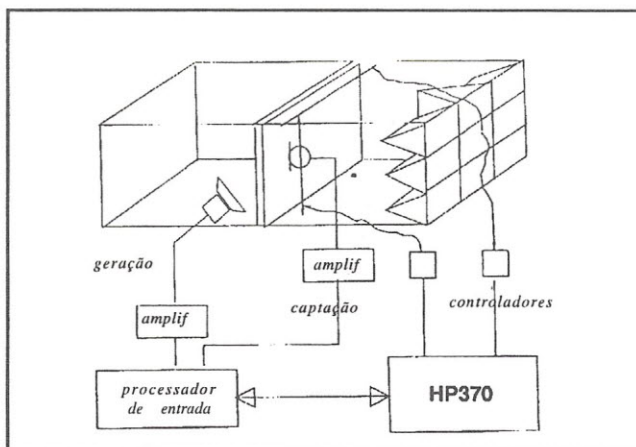 geração
amplif
captação
controladores
amplif
processador
de entrada
HP370